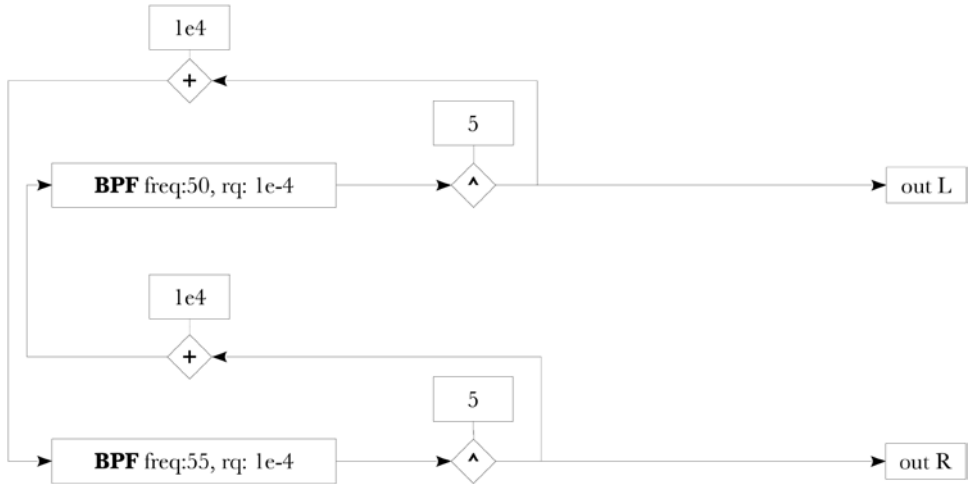 1e4
+
5
BPF freq:50, rq: 1e-4
^
out L
1e4
+
5
BPF freq:55, rq: 1e-4
^
out R